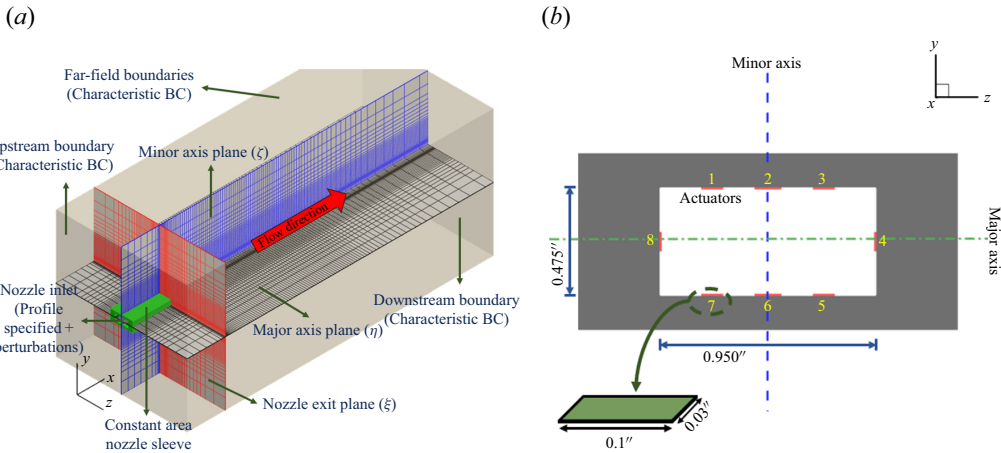 (a)
Far-field boundaries
(Characteristic BC)
pstream boundary
Characteristic BC)
Minor axis plane (ζ)
Flow direction
Nozzle inlet
(Profile
specified +
perturbations)
Downstream boundary
(Characteristic BC)
Major axis plane (η)
y
x
z
Nozzle exit plane (ξ)
Constant area
nozzle sleeve
(b)
Minor axis
y
x
z
1
2
3
Actuators
8
4
Major axis
0.475″
7
6
5
0.950″
0.03″
0.1″